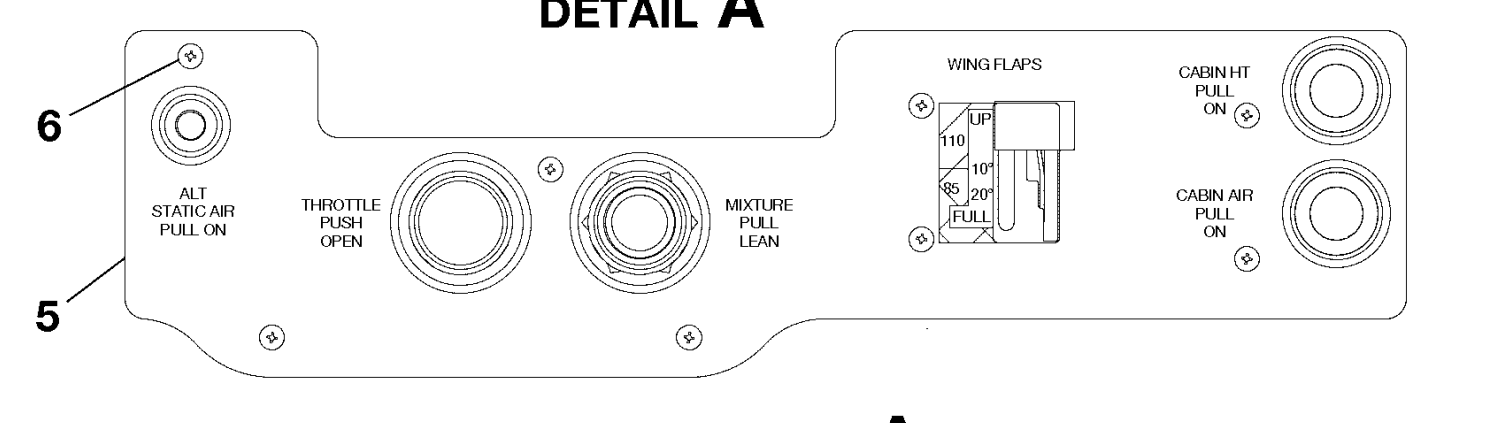 DETAIL A
6
5
ALT
STATIC AIR
PULL ON
THROTTLE
PUSH
OPEN
MIXTURE
PULL
LEAN
WING FLAPS
UP
110
10°
85
20°
FULL
CABIN HT
PULL
ON
CABIN AIR
PULL
ON